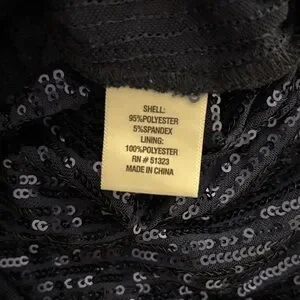 SHELL:
95%POLYESTER
5%SPANDEX
LINING:
100%POLYESTER
RN # 51323
MADE IN CHINA